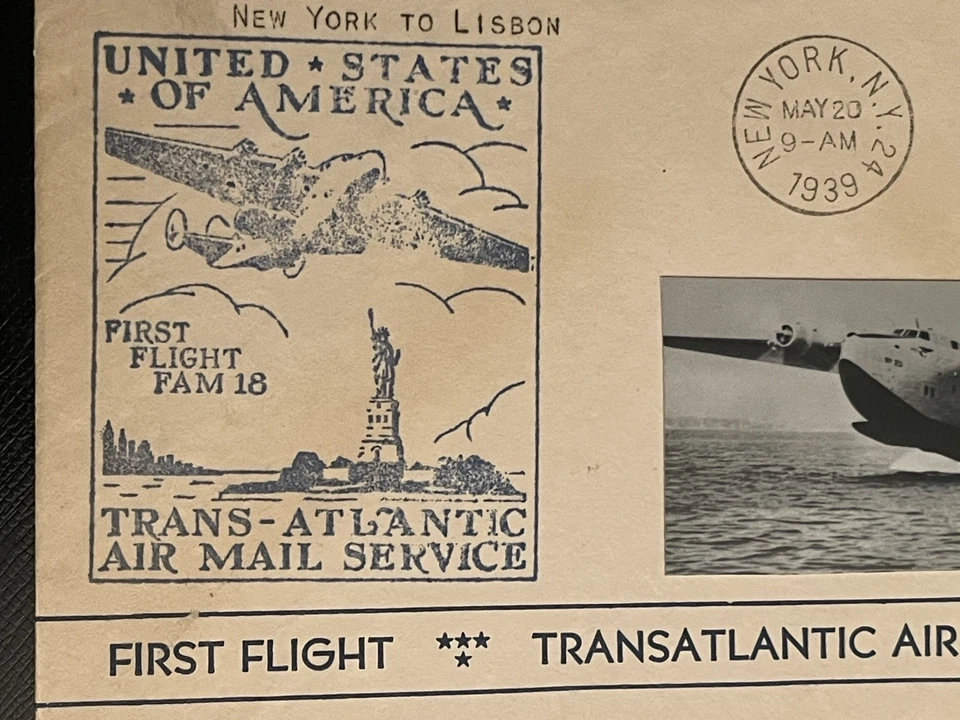 NEW YORK TO LISBON
UNITED ★ STATES
★ OF AMERICA ★
FIRST
FLIGHT
FAM 18
TRANS-ATLANTIC
AIR MAIL SERVICE
NEW YORK, N.Y. 24
MAY 20
9-AM
1939
FIRST FLIGHT ★★★★ TRANSATLANTIC AIR